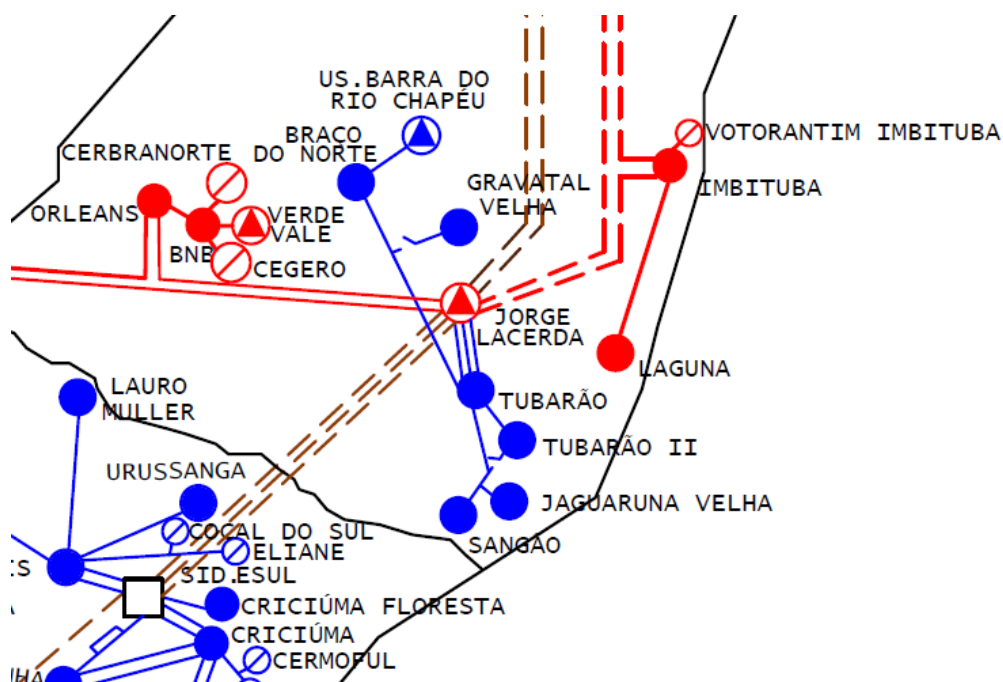 US.BARRA DO
RIO CHAPÉU
BRAÇO
DO NORTE
VOTORANTIM IMBITUBA
CERBRANORTE
GRAVATAL
VELHA
IMBITUBA
ORLEANS
VERDE
VALE
BNB
CEGERO
JORGE
LACERDA
LAGUNA
LAURO
MULLER
TUBARÃO
TUBARÃO II
URUSSANGA
JAGUARUNA VELHA
COCAL DO SUL
SANGÃO
ELIANE
IS
SID.ESUL
CRICIÚMA FLORESTA
CRICIÚMA
CERMOFUL
NHA